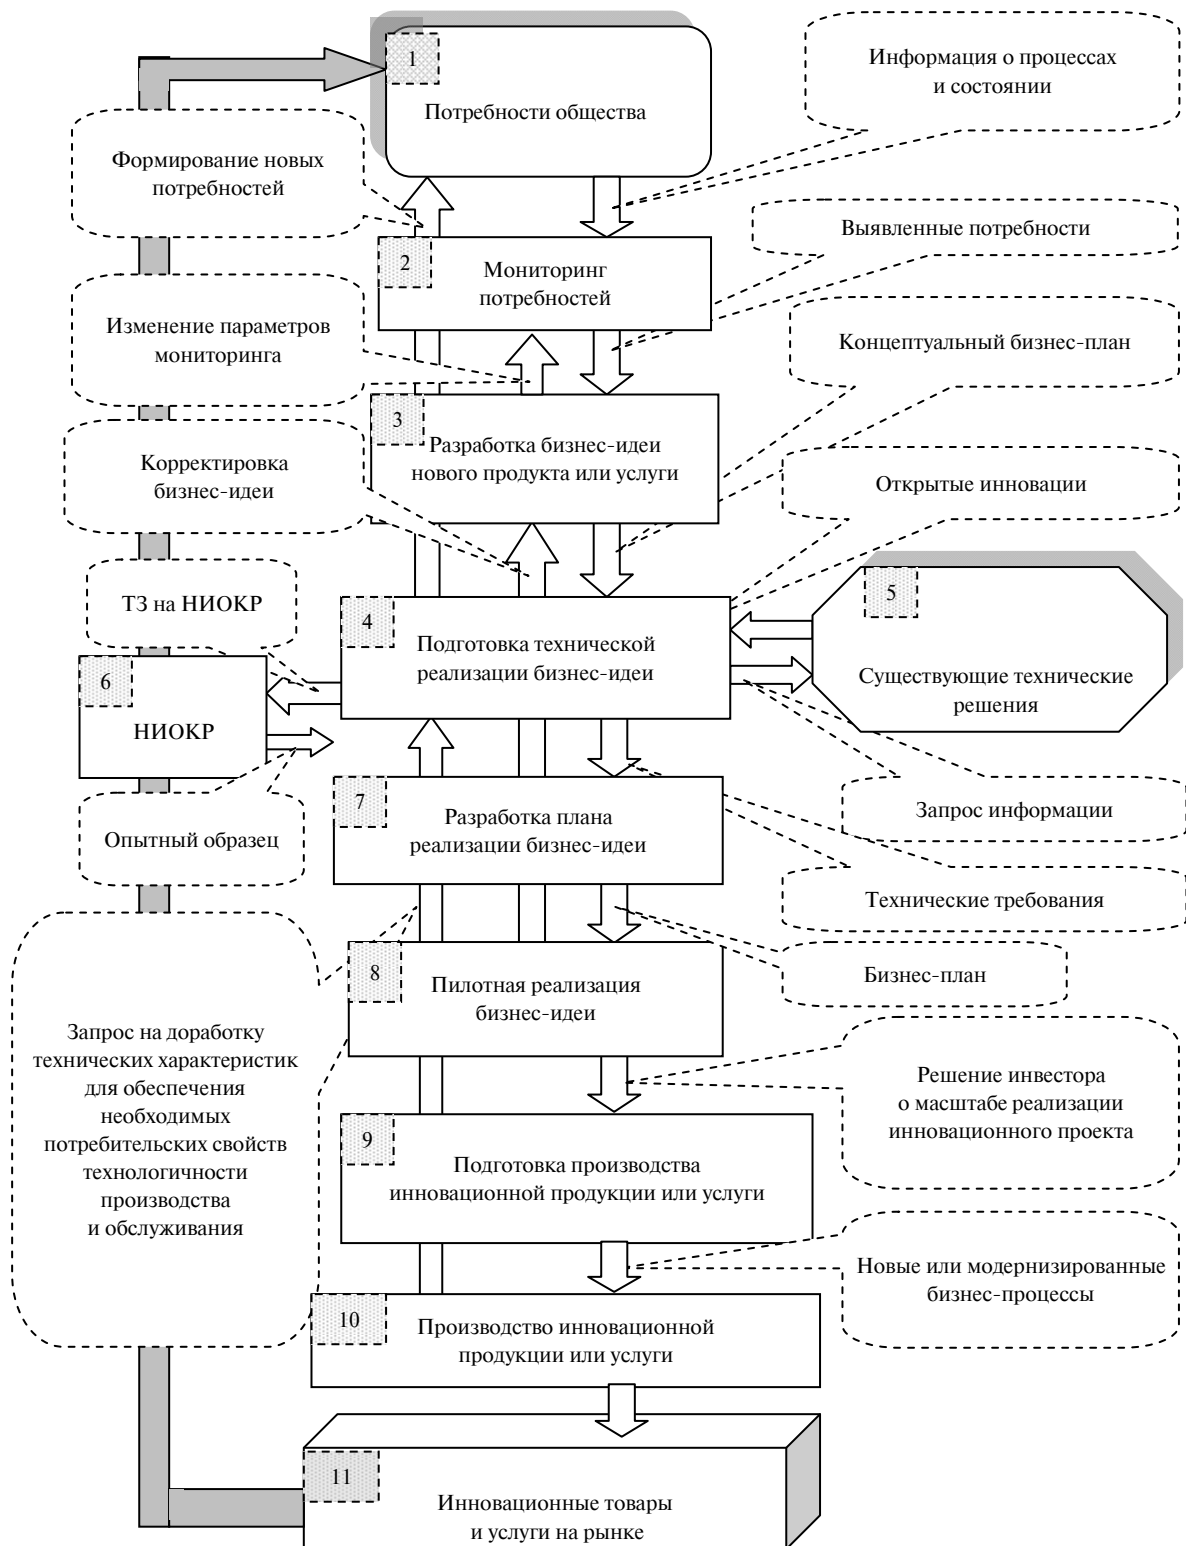 1
Потребности общества
Информация о процессах
и состоянии
Формирование новых
потребностей
Выявленные потребности
2
Мониторинг
потребностей
Изменение параметров
мониторинга
Концептуальный бизнес-план
3
Разработка бизнес-идеи
нового продукта или услуги
Корректировка
бизнес-идеи
Открытые инновации
ТЗ на НИОКР
4
Подготовка технической
реализации бизнес-идеи
5
Существующие технические
решения
6
НИОКР
7
Разработка плана
реализации бизнес-идеи
Запрос информации
Опытный образец
Технические требования
8
Пилотная реализация
бизнес-идеи
Бизнес-план
Запрос на доработку
технических характеристик
для обеспечения
необходимых
потребительских свойств
технологичности
производства
и обслуживания
Решение инвестора
о масштабе реализации
инновационного проекта
9
Подготовка производства
инновационной продукции или услуги
Новые или модернизированные
бизнес-процессы
10
Производство инновационной
продукции или услуги
11
Инновационные товары
и услуги на рынке